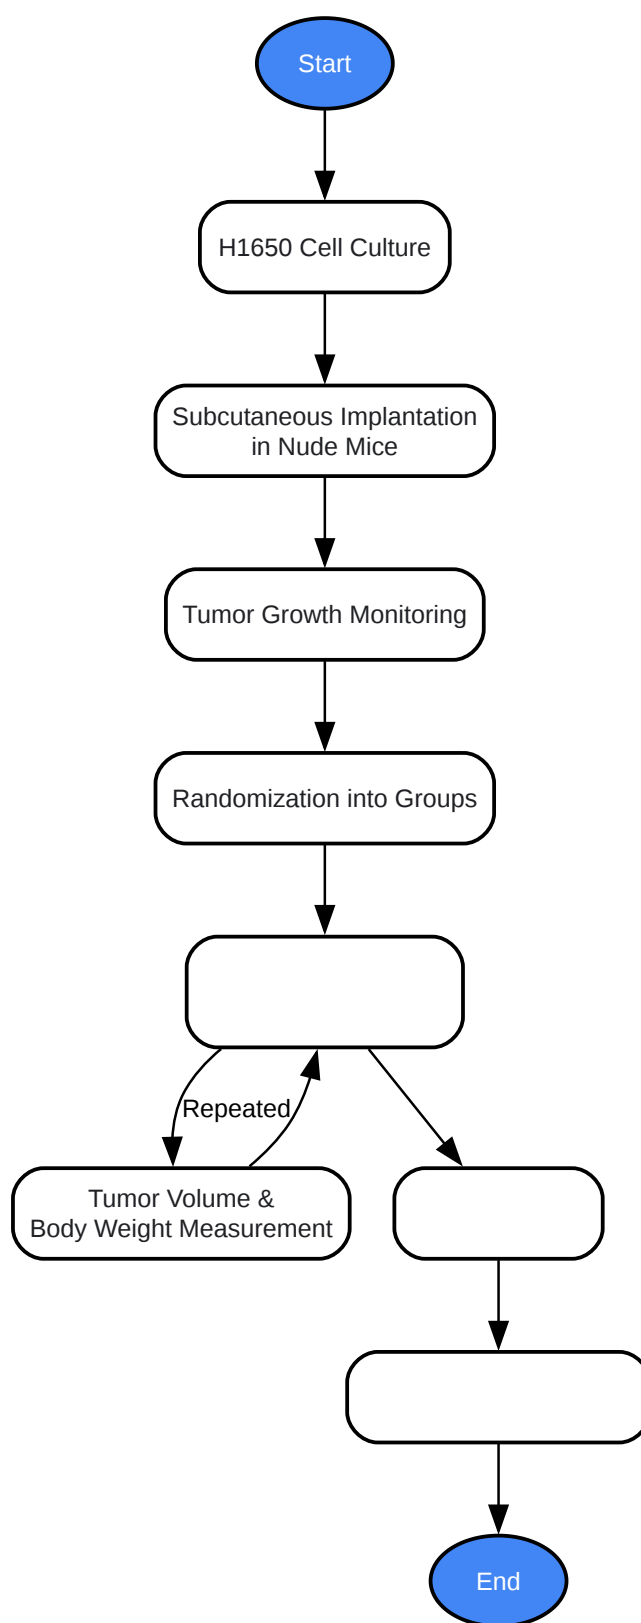 Start
H1650 Cell Culture
Subcutaneous Implantation
in Nude Mice
Tumor Growth Monitoring
Randomization into Groups
Repeated
Tumor Volume &
Body Weight Measurement
End